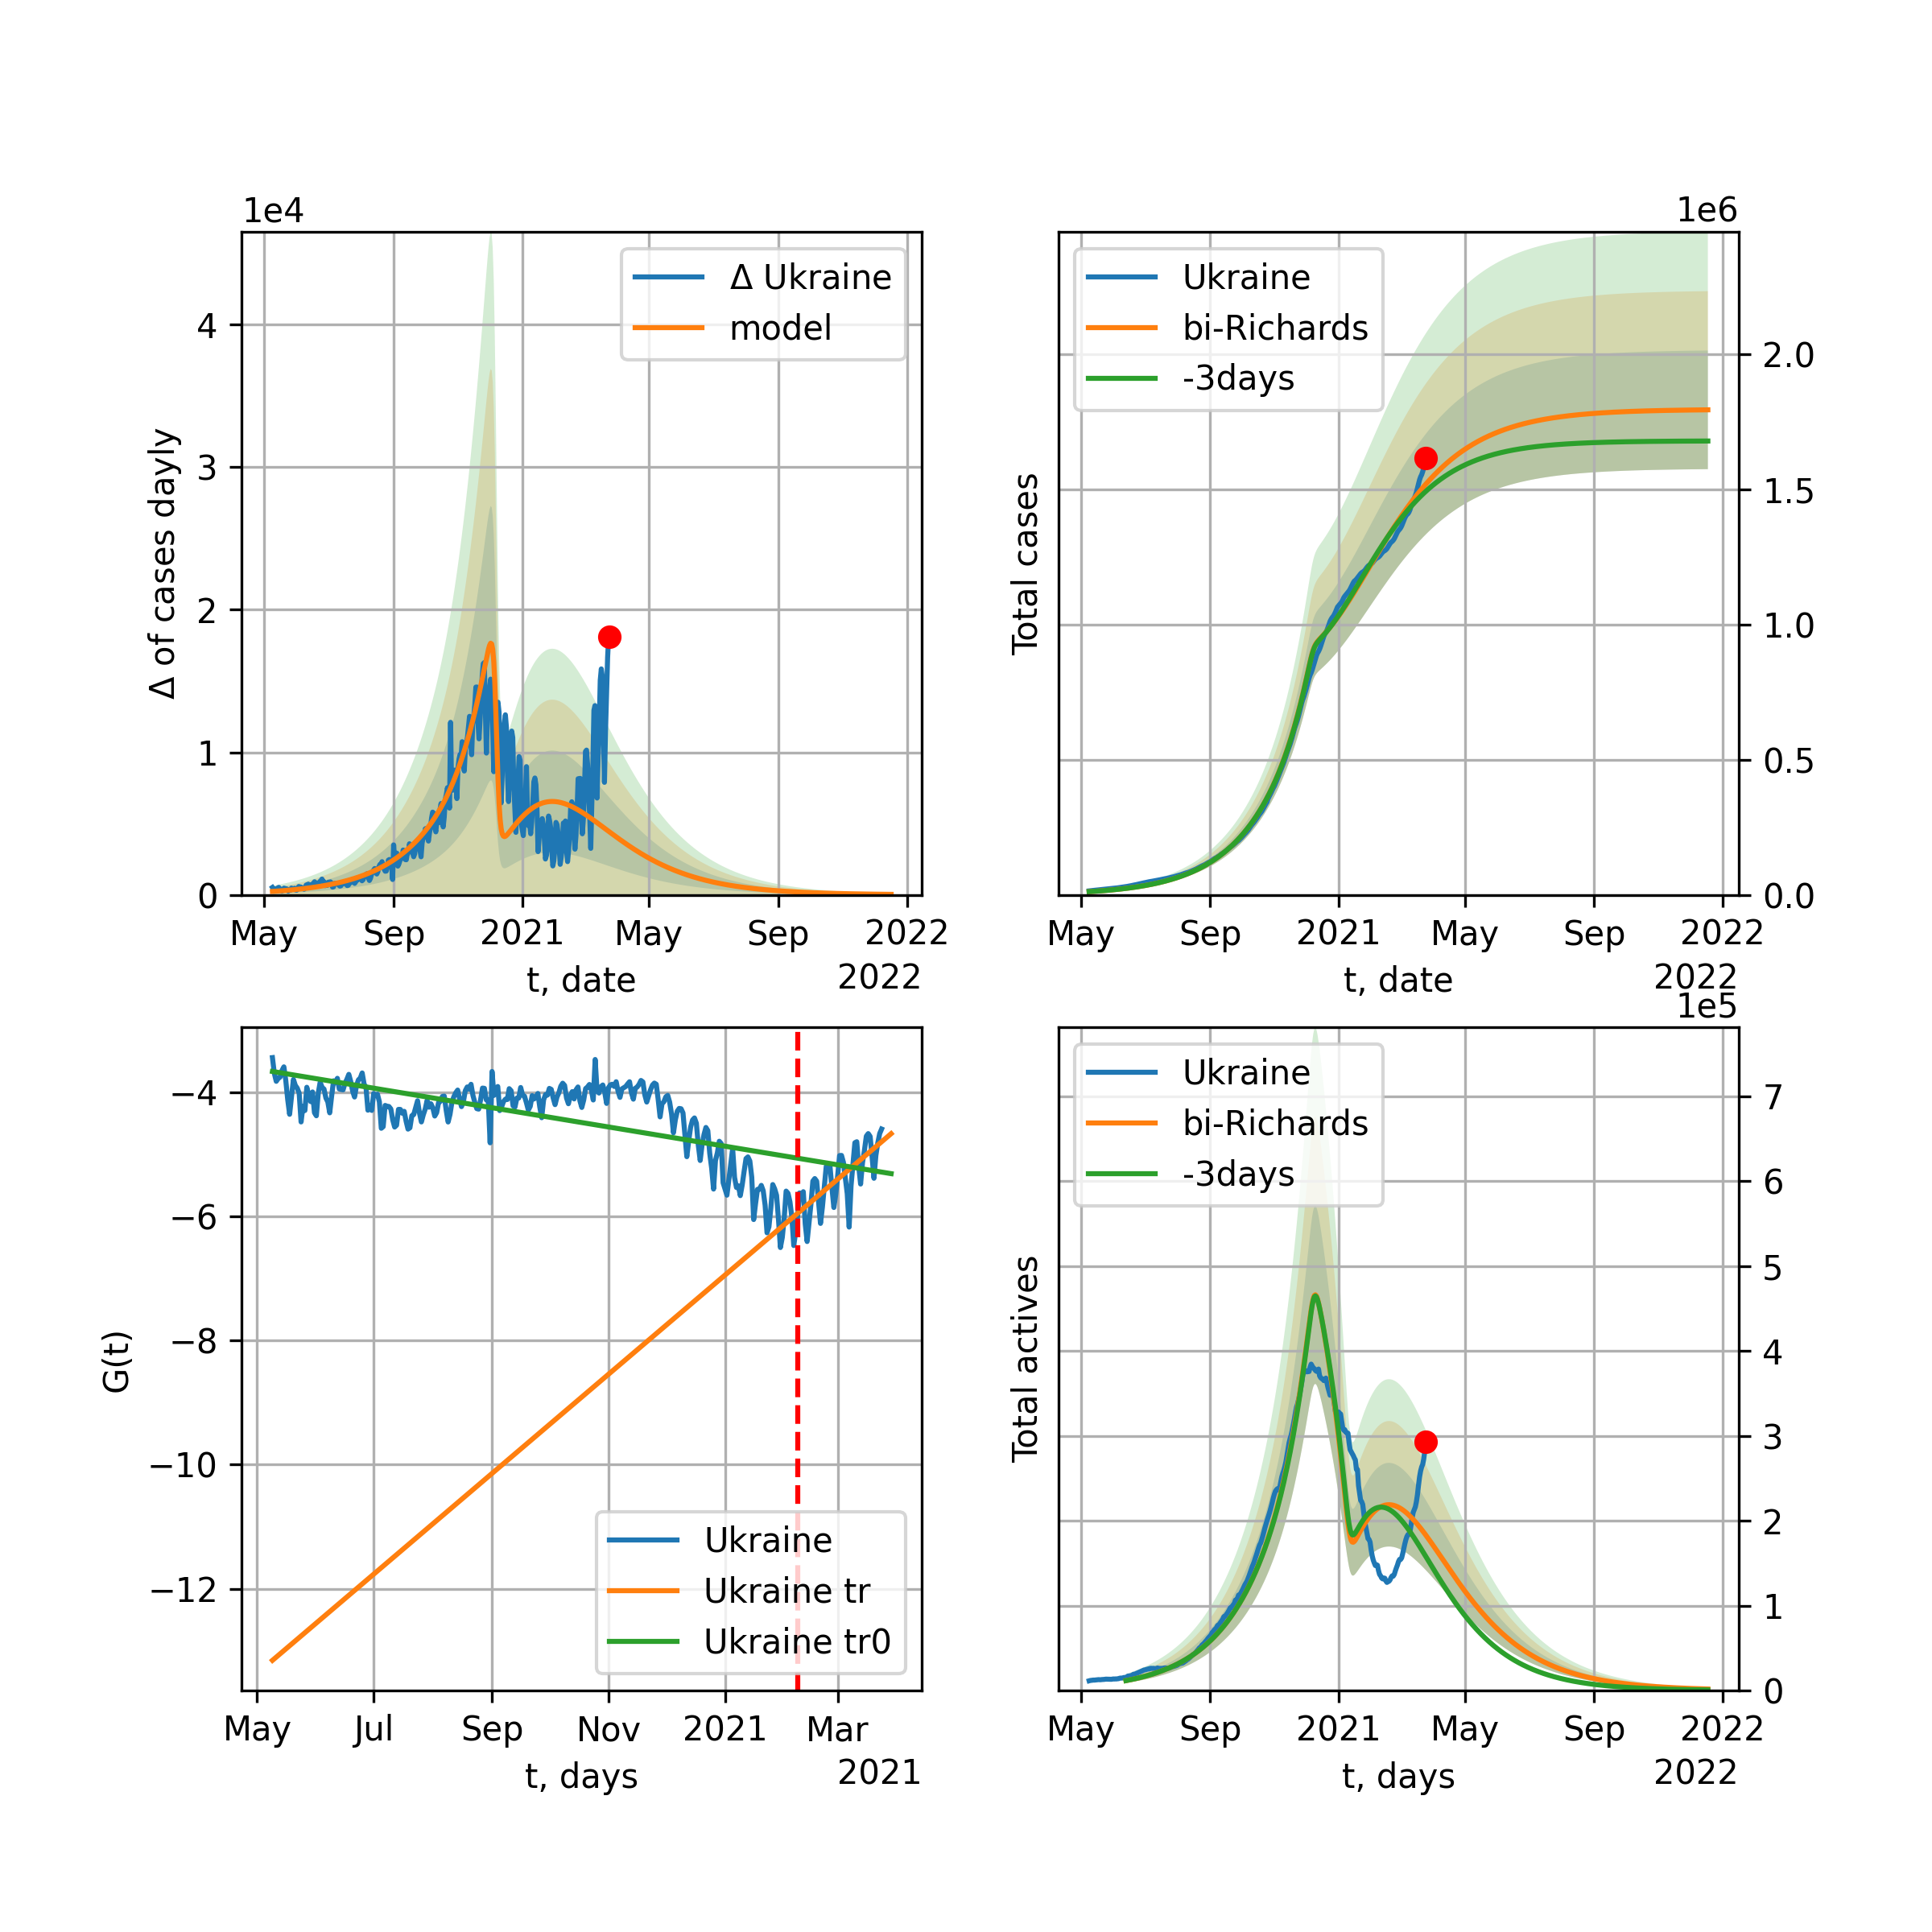 1e4
Δ Ukraine
model
4
3
2
1
0
Δ of cases dayly
May Sep 2021 May Sep 2022
t, date
2022
1e6
Ukraine
bi-Richards
-3days
2.0
1.5
1.0
0.5
0.0
Total cases
May Sep 2021 May Sep 2022
t, date
2022
−4
−6
−8
−10
−12
G(t)
Ukraine
Ukraine tr
Ukraine tr0
May Jul Sep Nov 2021 Mar
t, days
2021
1e5
Ukraine
bi-Richards
-3days
7
6
5
4
3
2
1
0
Total actives
May Sep 2021 May Sep 2022
t, days
2022